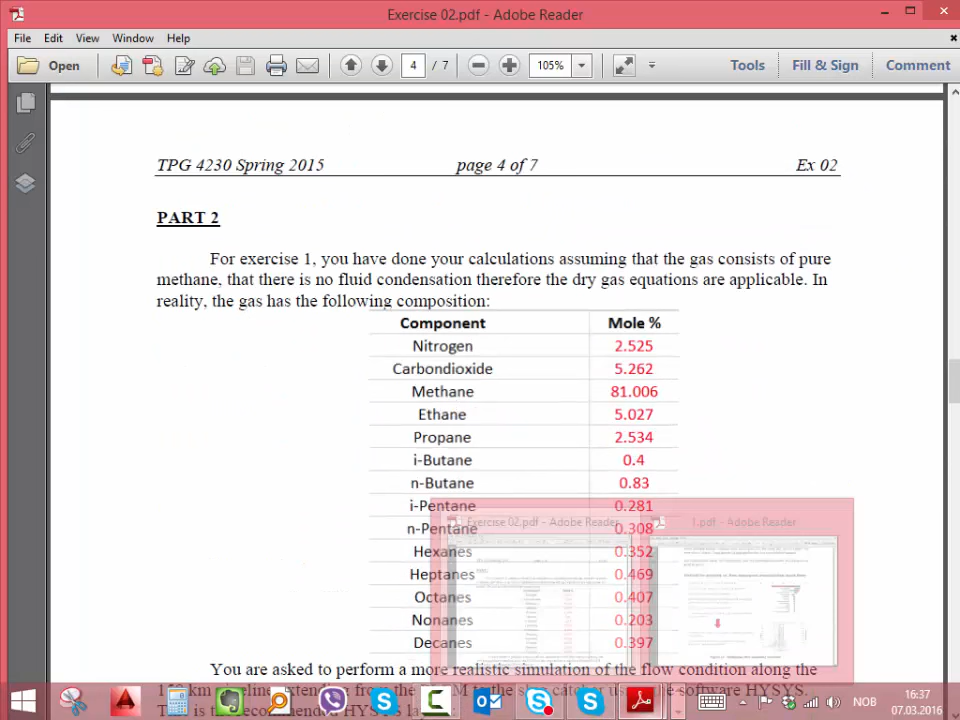 Exercise 02.pdf - Adobe Reader
File Edit View Window Help
Open 4 / 7 105% Tools Fill & Sign Comment
TPG 4230 Spring 2015 page 4 of 7 Ex 02
PART 2
For exercise 1, you have done your calculations assuming that the gas consists of pure
methane, that there is no fluid condensation therefore the dry gas equations are applicable. In
reality, the gas has the following composition:
Component Mole %
Nitrogen 2.525
Carbondioxide 5.262
Methane 81.006
Ethane 5.027
Propane 2.534
i-Butane 0.4
n-Butane 0.83
i-Pentane 0.281
Exercise 02.pdf - Adobe Reader 1.pdf - Adobe Reader
n-Pentane 0.308
Hexanes 0.352
Heptanes 0.469
Octanes 0.407
Nonanes 0.203
Decanes 0.397
You are asked to perform a more realistic simulation of the flow condition along the
HYSYS.
NOB 16:37
07.03.2016